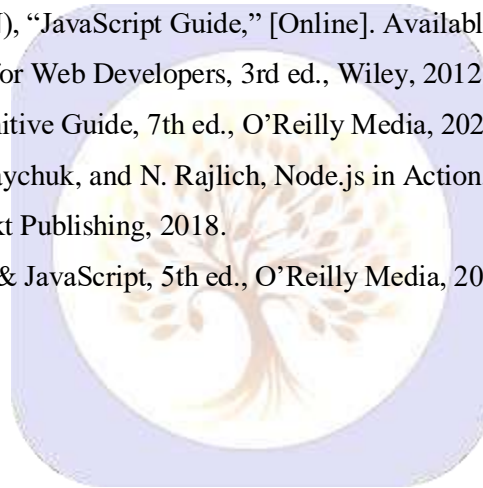 ), “JavaScript Guide,” [Online]. Availabl
for Web Developers, 3rd ed., Wiley, 2012
nitive Guide, 7th ed., O’Reilly Media, 202
aychuk, and N. Rajlich, Node.js in Action
kt Publishing, 2018.
& JavaScript, 5th ed., O’Reilly Media, 20